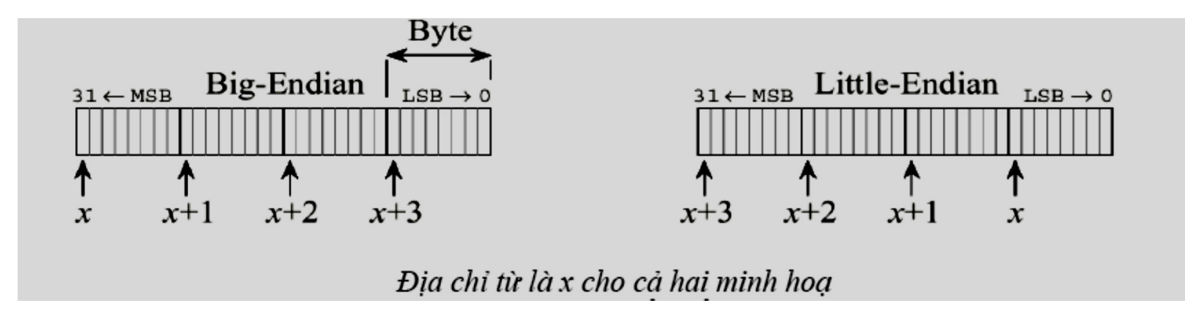 Byte
Big-Endian
31 ← MSB
LSB → 0
x
x+1
x+2
x+3
Little-Endian
31 ← MSB
LSB → 0
x+3
x+2
x+1
x
Địa chỉ từ là x cho cả hai minh hoạ